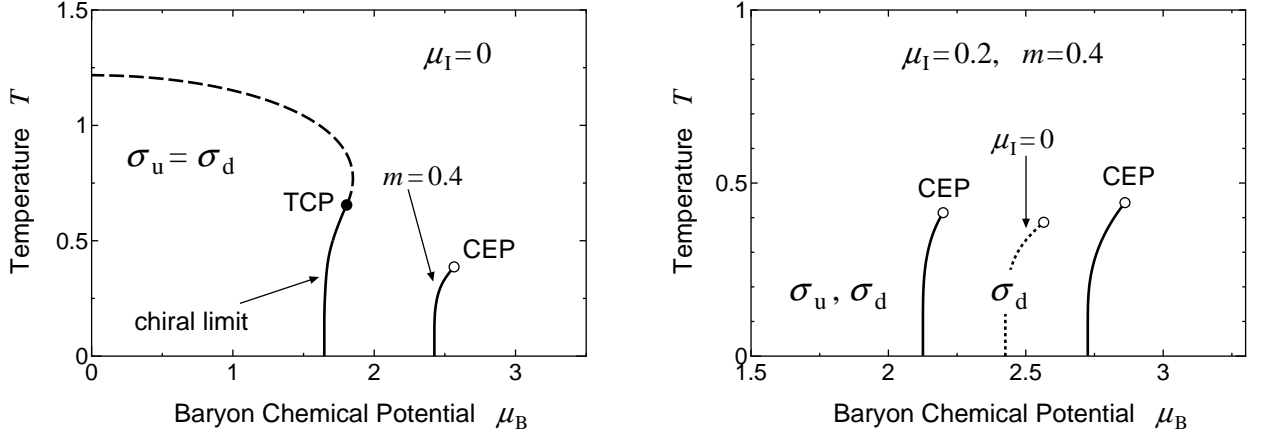 1.5
1
0.5
0
0
1
2
3
Temperature T
Baryon Chemical Potential μB
μI=0
σu = σd
TCP
m=0.4
CEP
chiral limit
1
0.5
0
1.5
2
2.5
3
Temperature T
Baryon Chemical Potential μB
μI=0.2, m=0.4
μI=0
CEP
CEP
σu , σd
σd